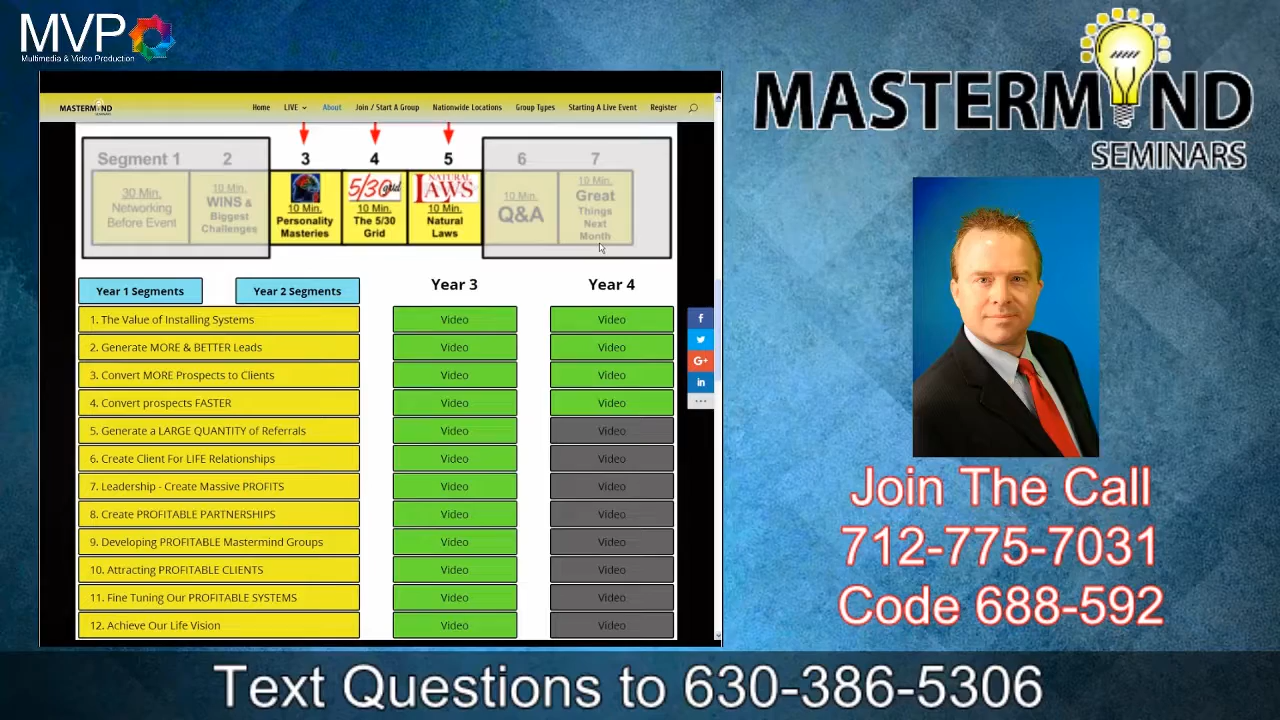 MVP
Multimedia & Video Production
MASTERMIND
SEMINARS
MASTERMIND
SEMINARS
Home LIVE About Join / Start A Group Nationwide Locations Group Types Starting A Live Event Register
Segment 1 2 3 4 5 6 7
30 Min.
Networking
Before Event
10 Min.
WINS &
Biggest
Challenges
10 Min.
Personality
Masteries
5/30 grid
10 Min.
The 5/30
Grid
NATURAL
LAWS
10 Min.
Natural
Laws
10 Min.
Q&A
10 Min.
Great
Things
Next
Month
Year 1 Segments Year 2 Segments Year 3 Year 4
1. The Value of Installing Systems Video Video
2. Generate MORE & BETTER Leads Video Video
3. Convert MORE Prospects to Clients Video Video
4. Convert prospects FASTER Video Video
5. Generate a LARGE QUANTITY of Referrals Video Video
6. Create Client For LIFE Relationships Video Video
7. Leadership - Create Massive PROFITS Video Video
8. Create PROFITABLE PARTNERSHIPS Video Video
9. Developing PROFITABLE Mastermind Groups Video Video
10. Attracting PROFITABLE CLIENTS Video Video
11. Fine Tuning Our PROFITABLE SYSTEMS Video Video
12. Achieve Our Life Vision Video Video
f
G+
in
Join The Call
712-775-7031
Code 688-592
Text Questions to 630-386-5306